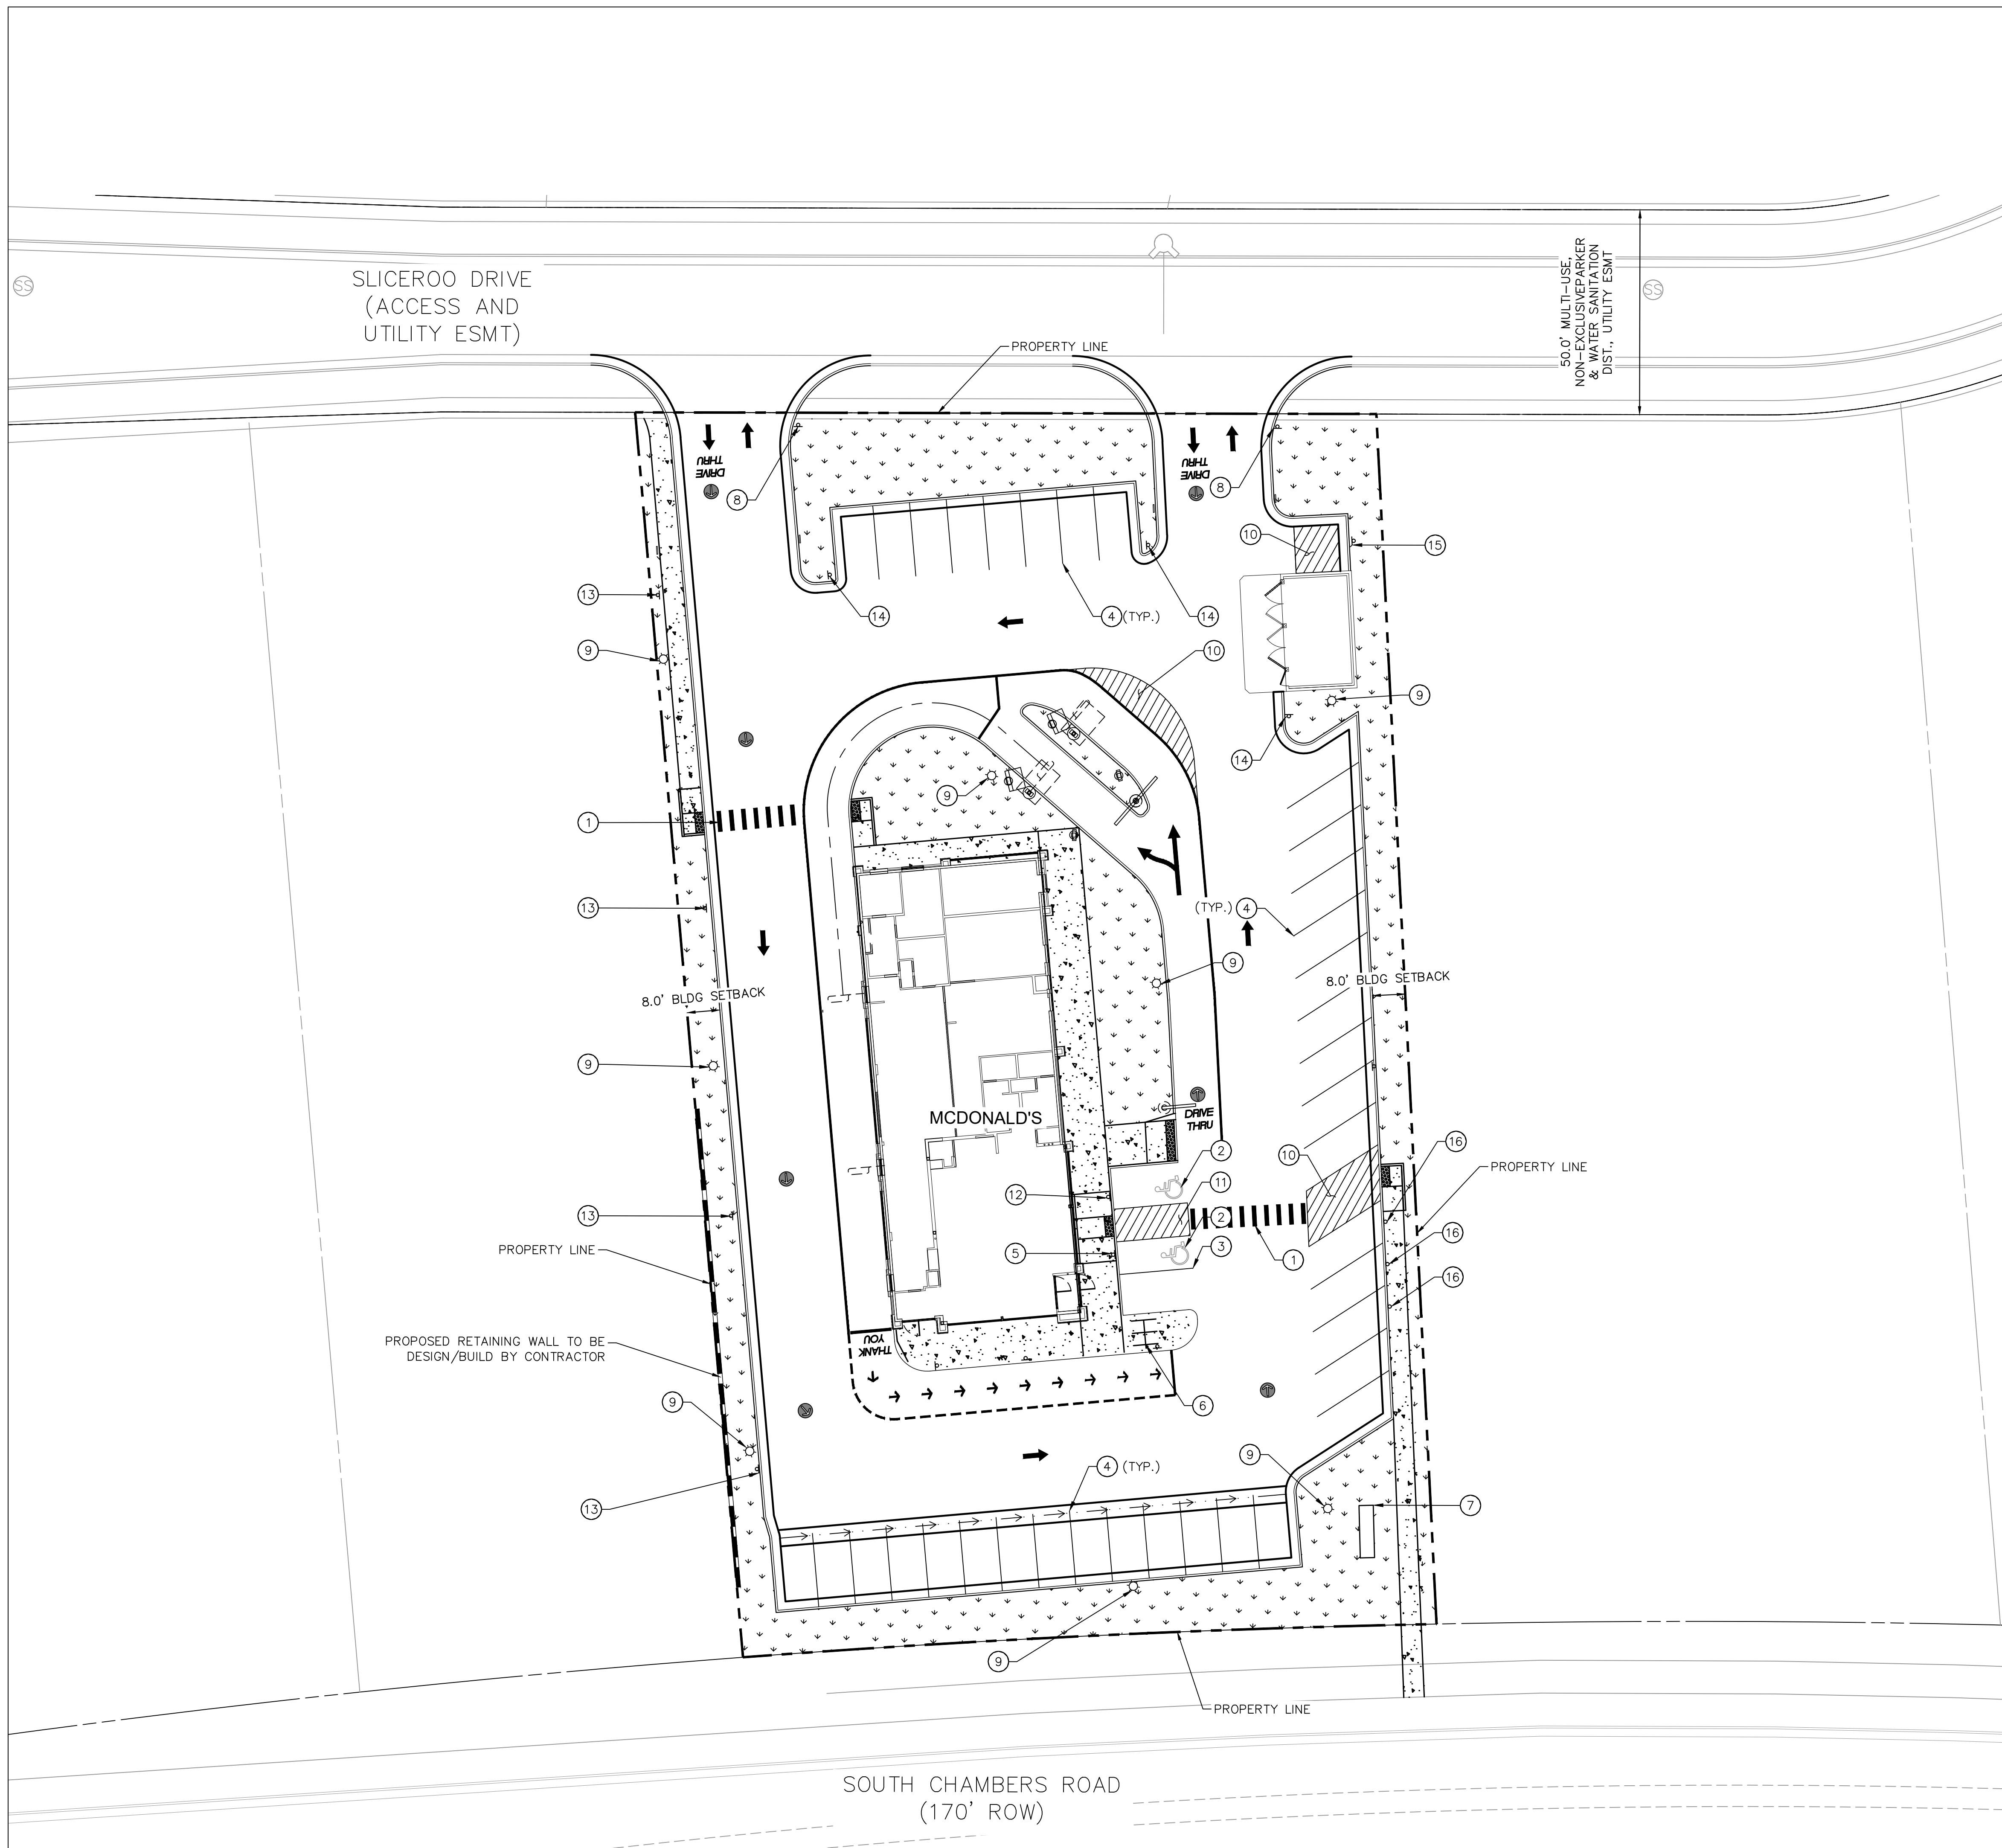 SLICEROO DRIVE
(ACCESS AND
UTILITY ESMT)
SS
SS
50.0' MULTI-USE,
NON-EXCLUSIVEPARKER
& WATER SANITATION
DIST., UTILITY ESMT
PROPERTY LINE
DRIVE
THRU
DRIVE
THRU
8
8
10
15
13
14
4 (TYP.)
14
9
10
9
14
9
1
13
(TYP.) 4
9
8.0' BLDG SETBACK
8.0' BLDG SETBACK
9
MCDONALD'S
DRIVE
THRU
2
10
16
PROPERTY LINE
11
12
13
2
16
PROPERTY LINE
5
3
1
16
PROPOSED RETAINING WALL TO BE
DESIGN/BUILD BY CONTRACTOR
THANK
YOU
9
6
9
4 (TYP.)
13
7
9
PROPERTY LINE
SOUTH CHAMBERS ROAD
(170' ROW)